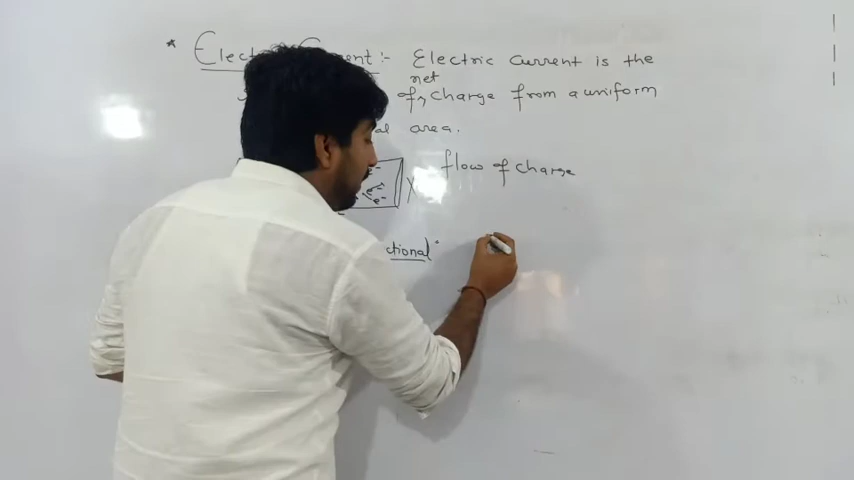 * Electric Current :- Electric Current is the
net
of ^ charge from a uniform
area.
flow of charge
e-
e-
ctional